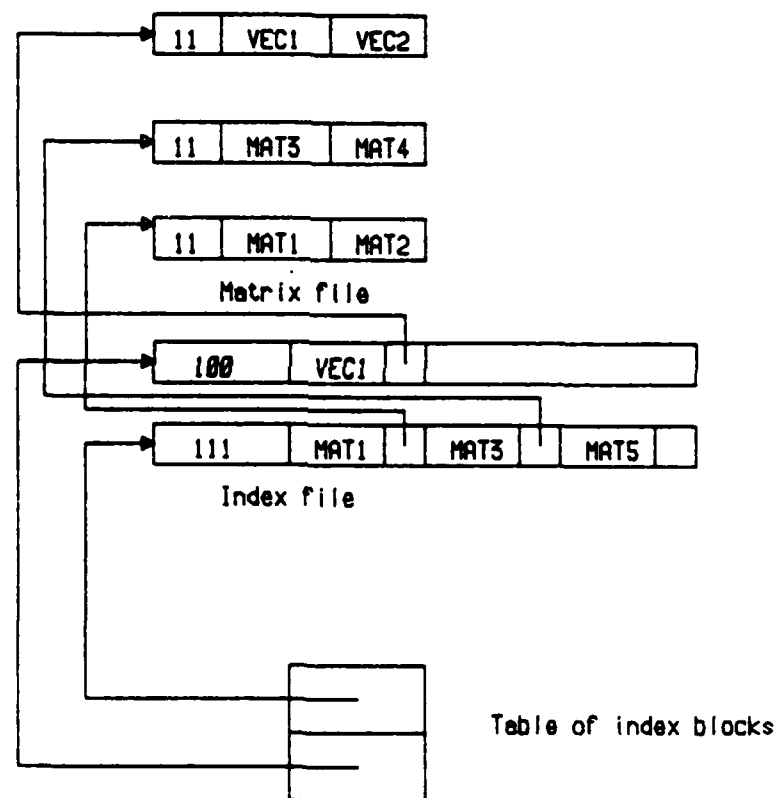 11 VEC1 VEC2
11 MAT3 MAT4
11 MAT1 MAT2
Matrix file
100 VEC1
111 MAT1 MAT3 MAT5
Index file
Table of index blocks